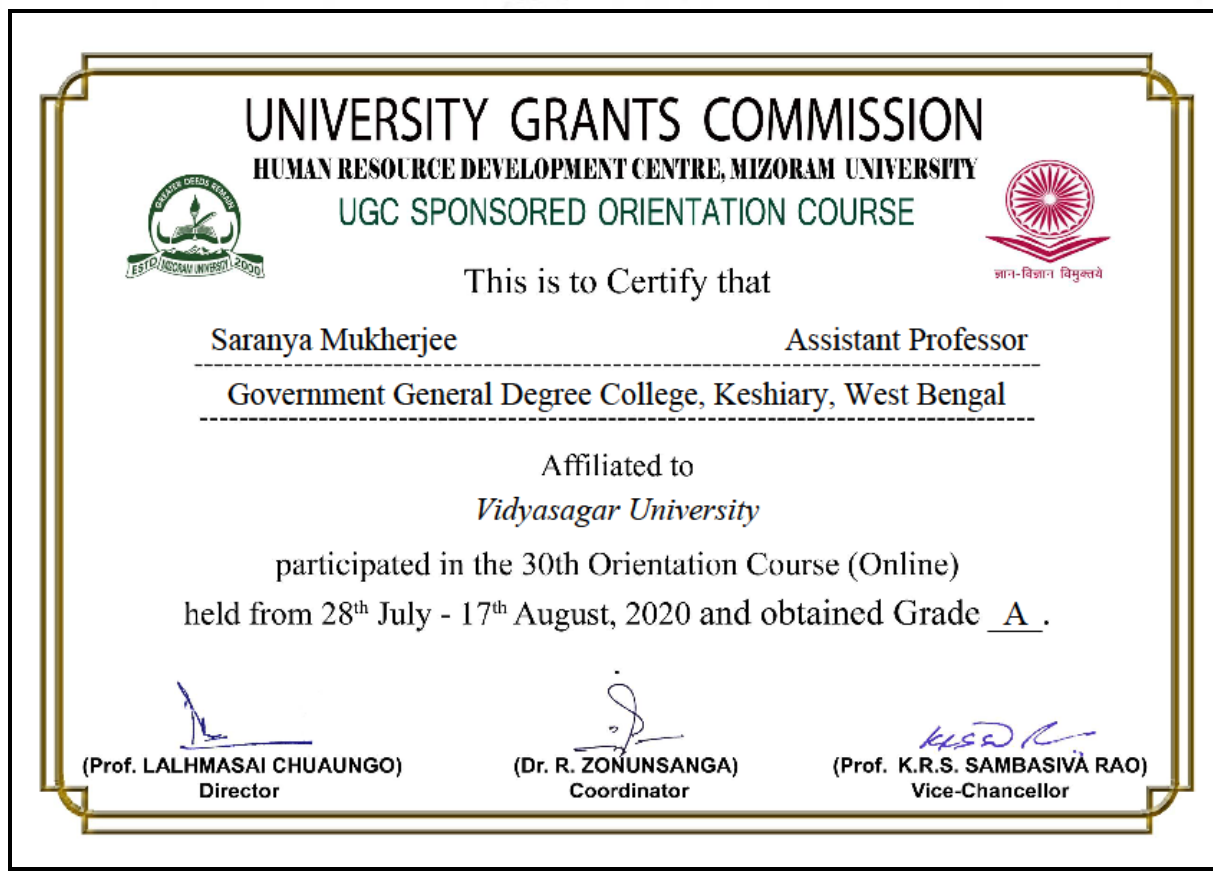 UNIVERSITY GRANTS COMMISSION
HUMAN RESOURCE DEVELOPMENT CENTRE, MIZORAM UNIVERSITY
UGC SPONSORED ORIENTATION COURSE
GREATER DEEDS REMAIN
ESTD MIZORAM UNIVERSITY 2000
ज्ञान-विज्ञान विमुक्तये
This is to Certify that
Saranya Mukherjee Assistant Professor
Government General Degree College, Keshiary, West Bengal
Affiliated to
Vidyasagar University
participated in the 30th Orientation Course (Online)
held from 28th July - 17th August, 2020 and obtained Grade A.
(Prof. LALHMASAI CHUAUNGO) (Dr. R. ZONUNSANGA) (Prof. K.R.S. SAMBASIVA RAO)
Director Coordinator Vice-Chancellor